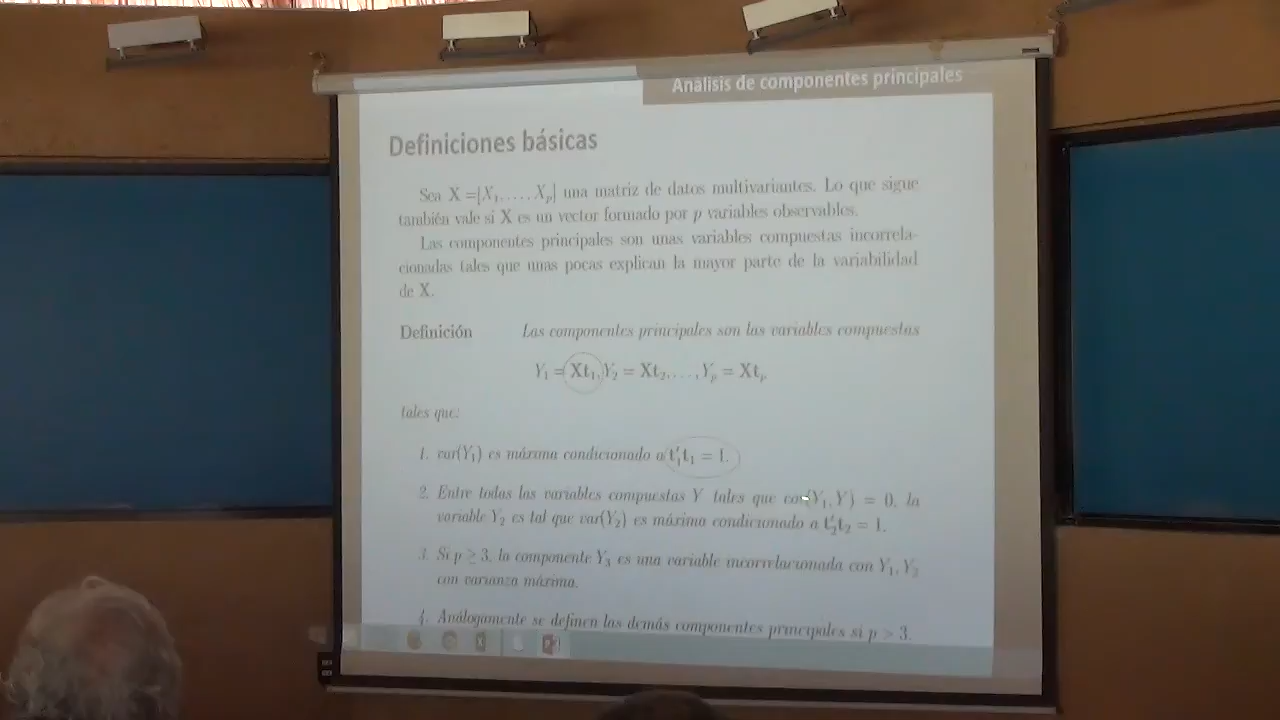 Análisis de componentes principales
Definiciones básicas
Sea X =[X₁, . . . , Xₚ] una matriz de datos multivariantes. Lo que sigue
también vale si X es un vector formado por p variables observables.
Las componentes principales son unas variables compuestas incorrela-
cionadas tales que unas pocas explican la mayor parte de la variabilidad
de X.
Definición Las componentes principales son las variables compuestas
Y₁ = Xt₁, Y₂ = Xt₂, . . . , Yₚ = Xtₚ
tales que:
1. var(Y₁) es máxima condicionado a t′₁t₁ = 1.
2. Entre todas las variables compuestas Y tales que cov(Y₁, Y) = 0, la
variable Y₂ es tal que var(Y₂) es máximo condicionado a t′₂t₂ = 1.
3. Si p ≥ 3, la componente Y₃ es una variable incorrelacionada con Y₁, Y₂
con varianza máxima.
4. Análogamente se definen las demás componentes principales si p > 3.